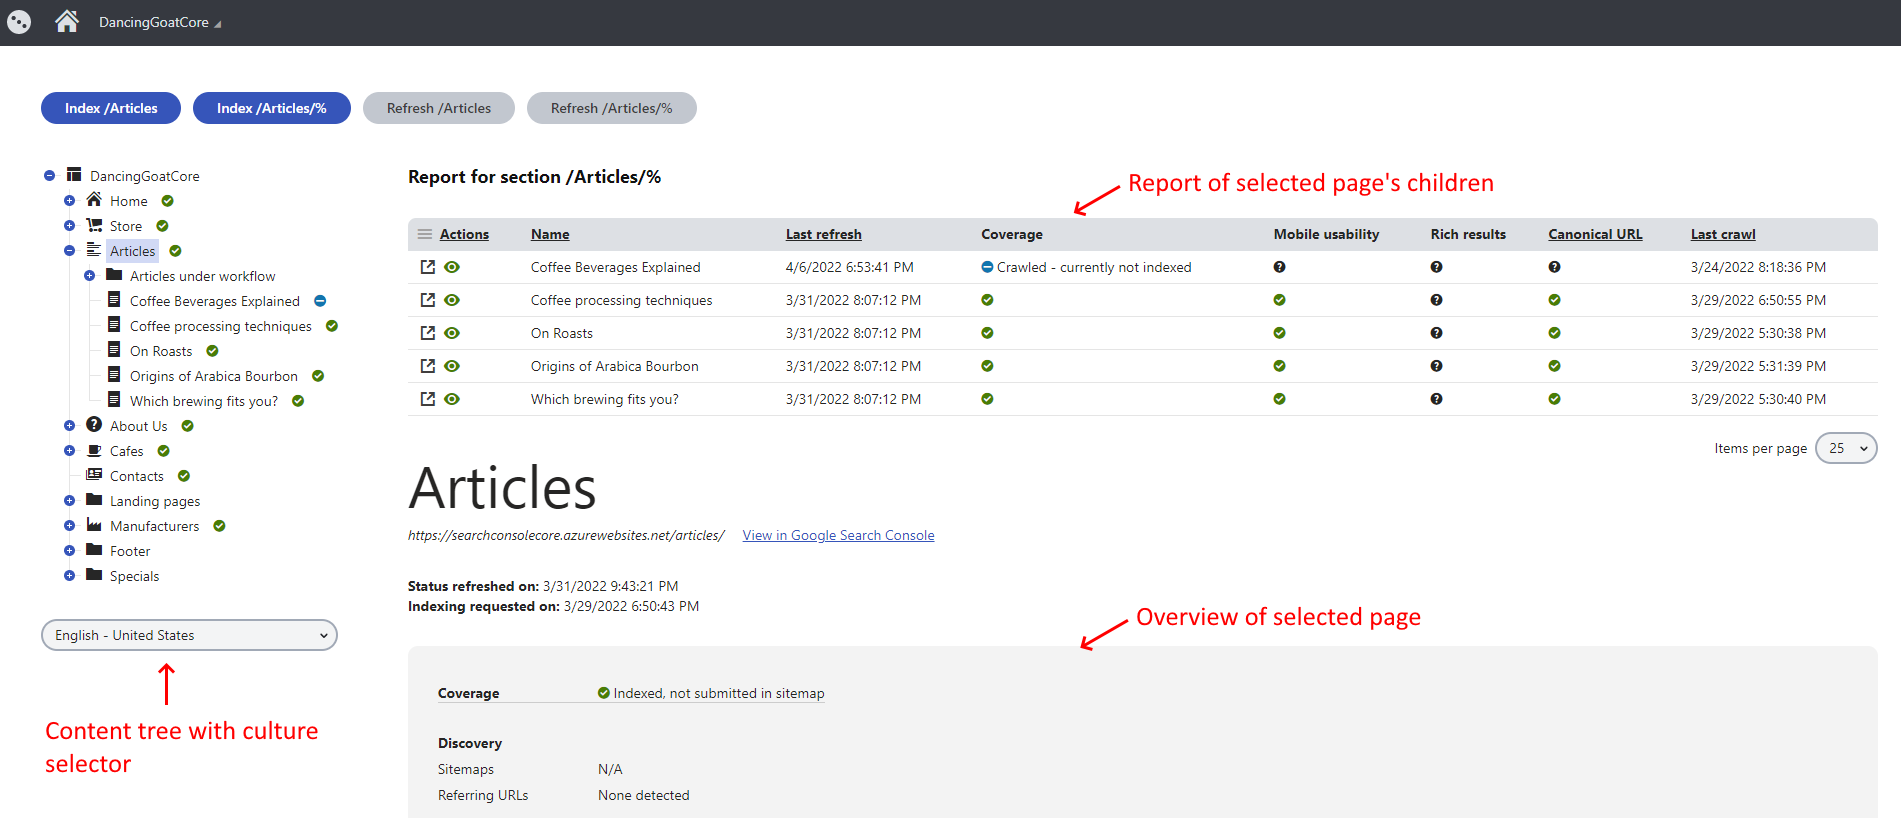 DancingGoatCore
Index /Articles Index /Articles/% Refresh /Articles Refresh /Articles/%
DancingGoatCore
Home
Store
Articles
Articles under workflow
Coffee Beverages Explained
Coffee processing techniques
On Roasts
Origins of Arabica Bourbon
Which brewing fits you?
About Us
Cafes
Contacts
Landing pages
Manufacturers
Footer
Specials
English - United States
Content tree with culture
selector
Report for section /Articles/%
Report of selected page's children
Actions Name Last refresh Coverage Mobile usability Rich results Canonical URL Last crawl
Coffee Beverages Explained 4/6/2022 6:53:41 PM Crawled - currently not indexed 3/24/2022 8:18:36 PM
Coffee processing techniques 3/31/2022 8:07:12 PM 3/29/2022 6:50:55 PM
On Roasts 3/31/2022 8:07:12 PM 3/29/2022 5:30:38 PM
Origins of Arabica Bourbon 3/31/2022 8:07:12 PM 3/29/2022 5:31:39 PM
Which brewing fits you? 3/31/2022 8:07:12 PM 3/29/2022 5:30:40 PM
Items per page 25
Articles
https://searchconsolecore.azurewebsites.net/articles/ View in Google Search Console
Status refreshed on: 3/31/2022 9:43:21 PM
Indexing requested on: 3/29/2022 6:50:43 PM
Overview of selected page
Coverage Indexed, not submitted in sitemap
Discovery
Sitemaps N/A
Referring URLs None detected